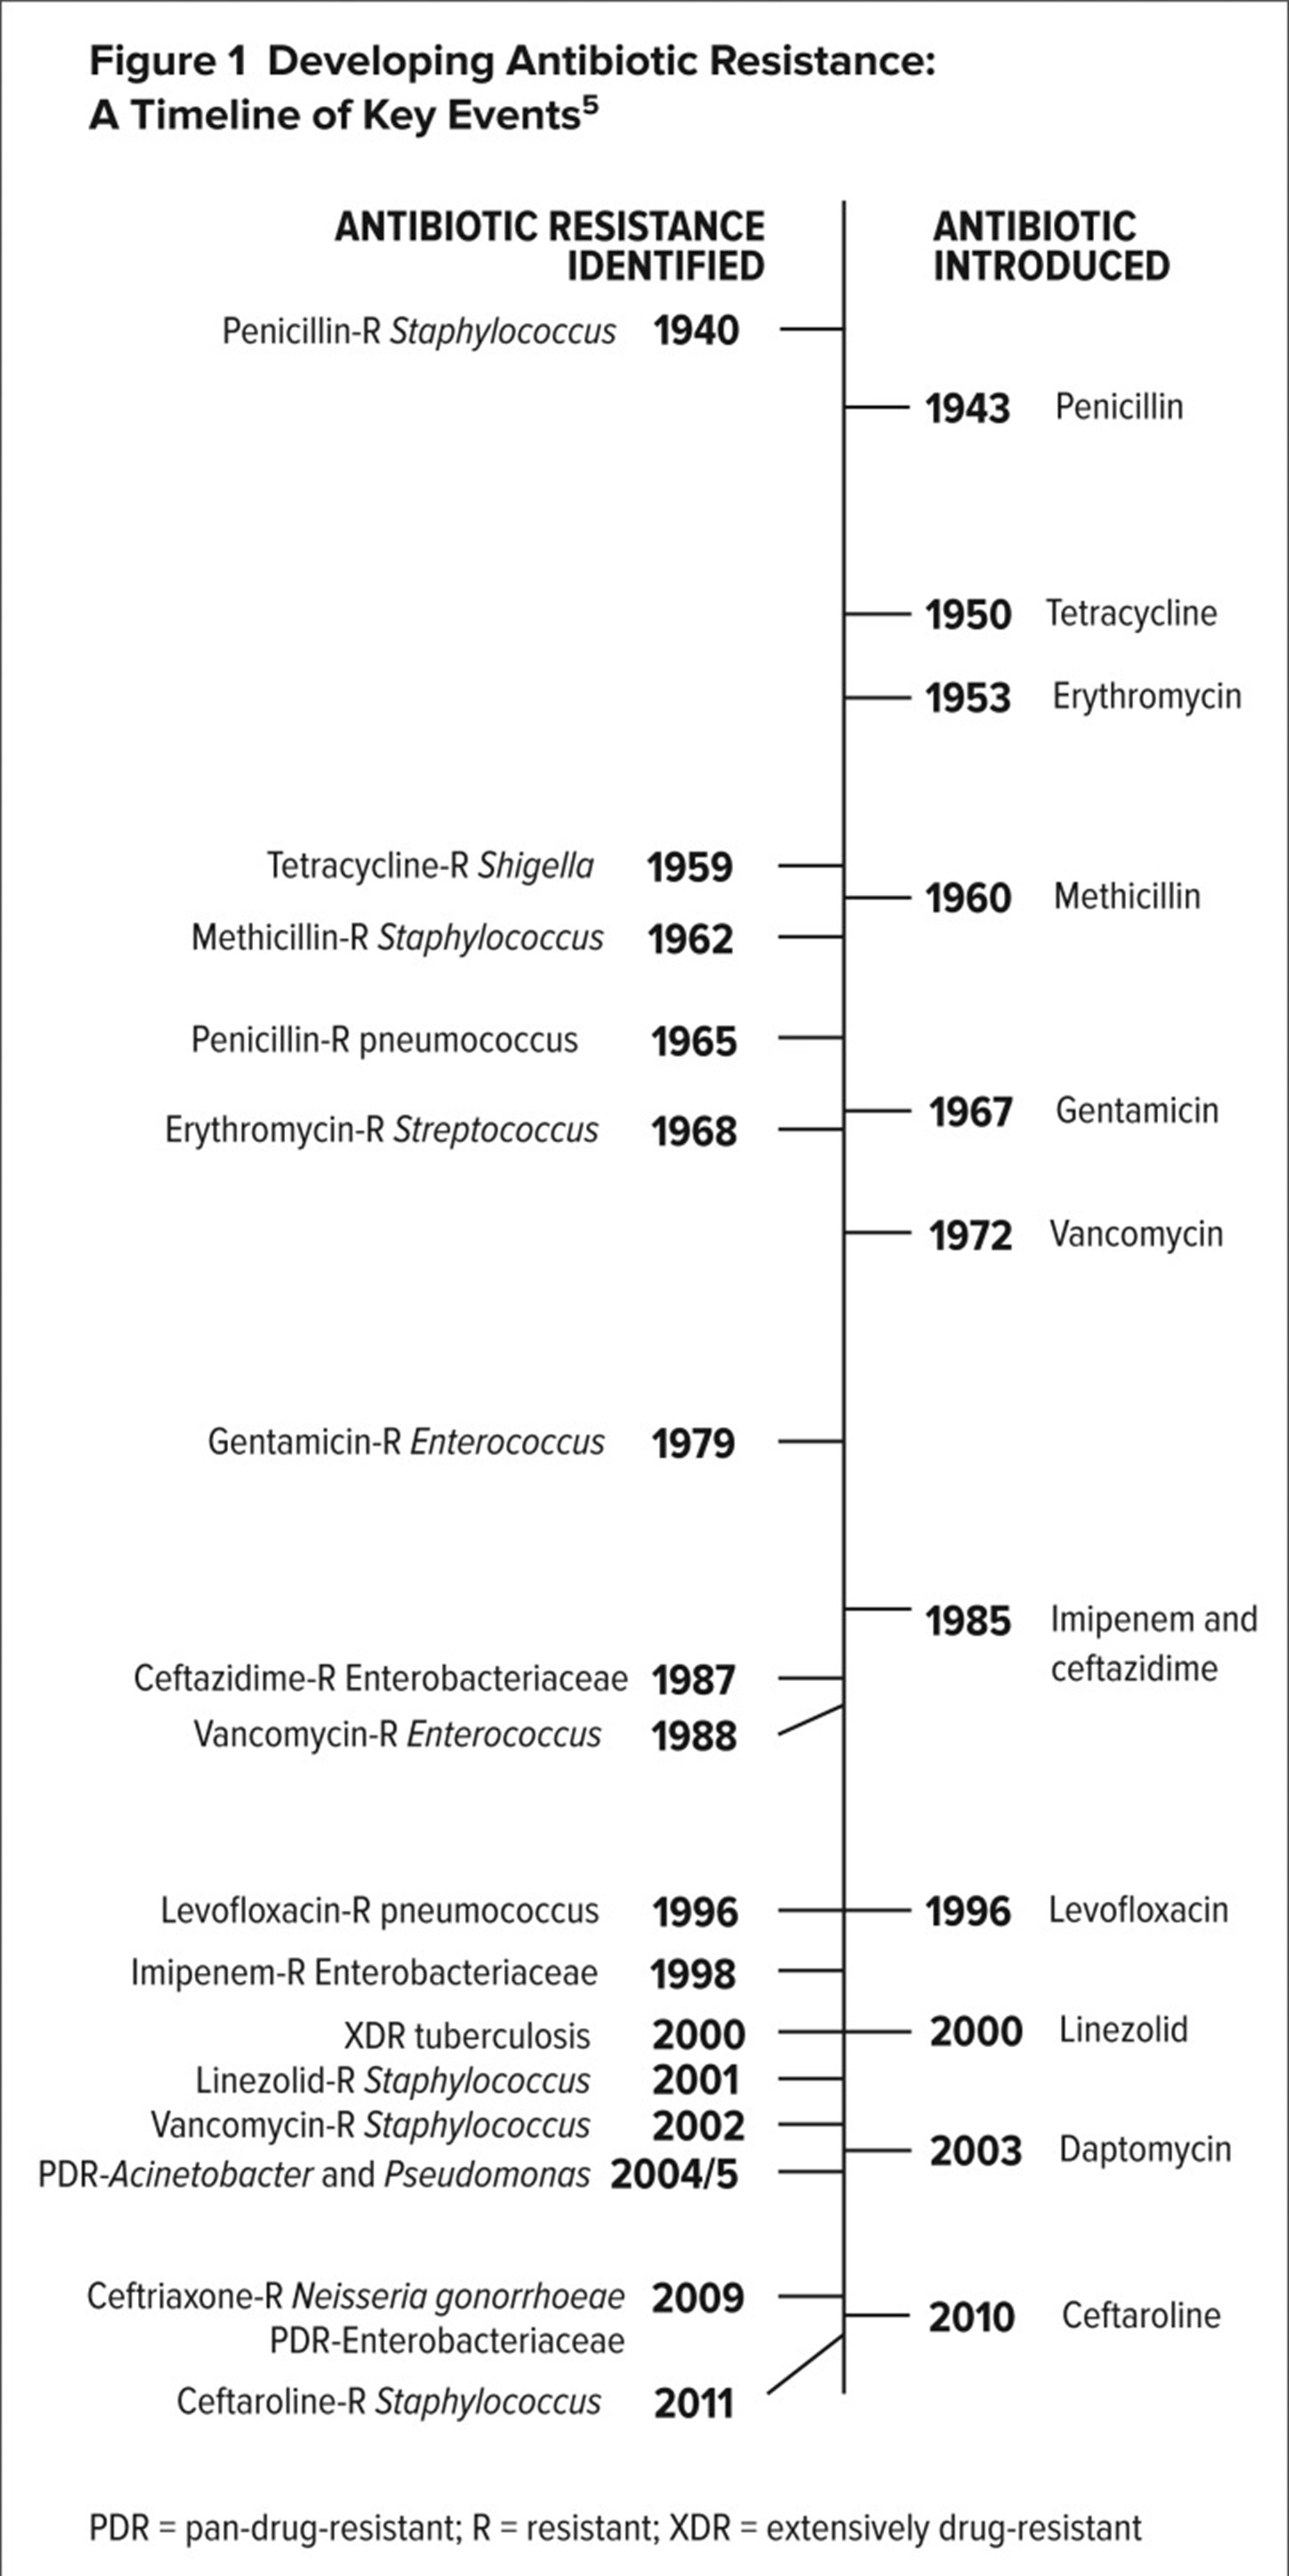 Figure 1 Developing Antibiotic Resistance:
A Timeline of Key Events5
ANTIBIOTIC RESISTANCE
IDENTIFIED
ANTIBIOTIC
INTRODUCED
Penicillin-R Staphylococcus 1940
1943 Penicillin
1950 Tetracycline
1953 Erythromycin
Tetracycline-R Shigella 1959
1960 Methicillin
Methicillin-R Staphylococcus 1962
Penicillin-R pneumococcus 1965
1967 Gentamicin
Erythromycin-R Streptococcus 1968
1972 Vancomycin
Gentamicin-R Enterococcus 1979
1985 Imipenem and
ceftazidime
Ceftazidime-R Enterobacteriaceae 1987
Vancomycin-R Enterococcus 1988
Levofloxacin-R pneumococcus 1996
1996 Levofloxacin
Imipenem-R Enterobacteriaceae 1998
XDR tuberculosis 2000
2000 Linezolid
Linezolid-R Staphylococcus 2001
Vancomycin-R Staphylococcus 2002
2003 Daptomycin
PDR-Acinetobacter and Pseudomonas 2004/5
Ceftriaxone-R Neisseria gonorrhoeae 2009
PDR-Enterobacteriaceae
2010 Ceftaroline
Ceftaroline-R Staphylococcus 2011
PDR = pan-drug-resistant; R = resistant; XDR = extensively drug-resistant